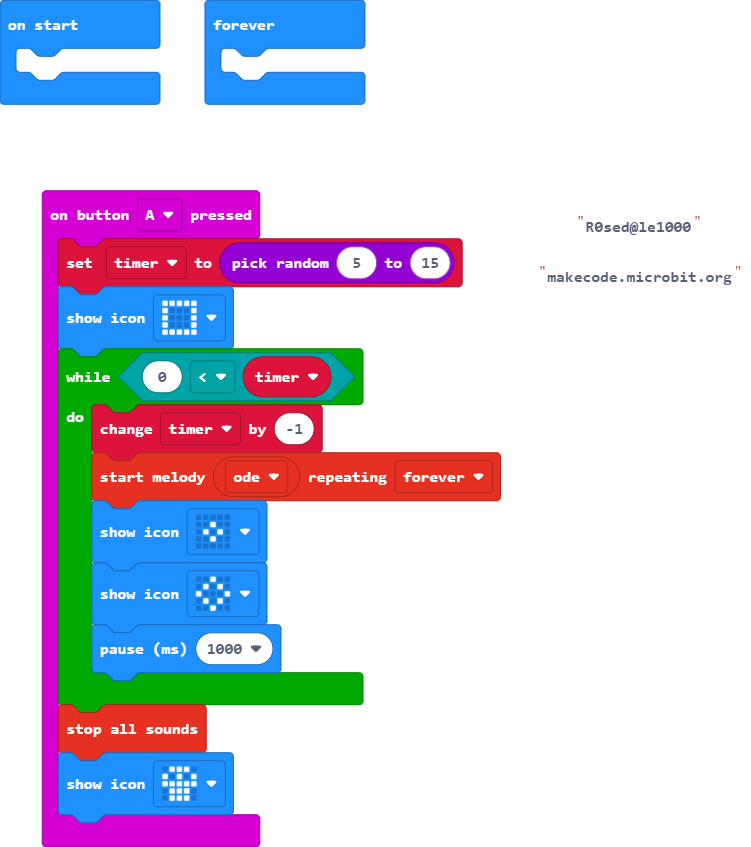 on start
forever
on button A pressed
"R0sed@le1000"
set timer to pick random 5 to 15
"makecode.microbit.org"
show icon
while 0 < timer
do
change timer by -1
start melody ode repeating forever
show icon
show icon
pause (ms) 1000
stop all sounds
show icon